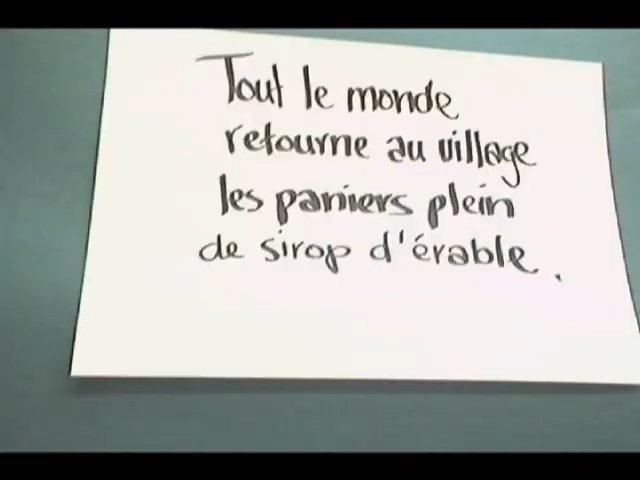 Tout le monde
retourne au village
les paniers plein
de sirop d'érable.